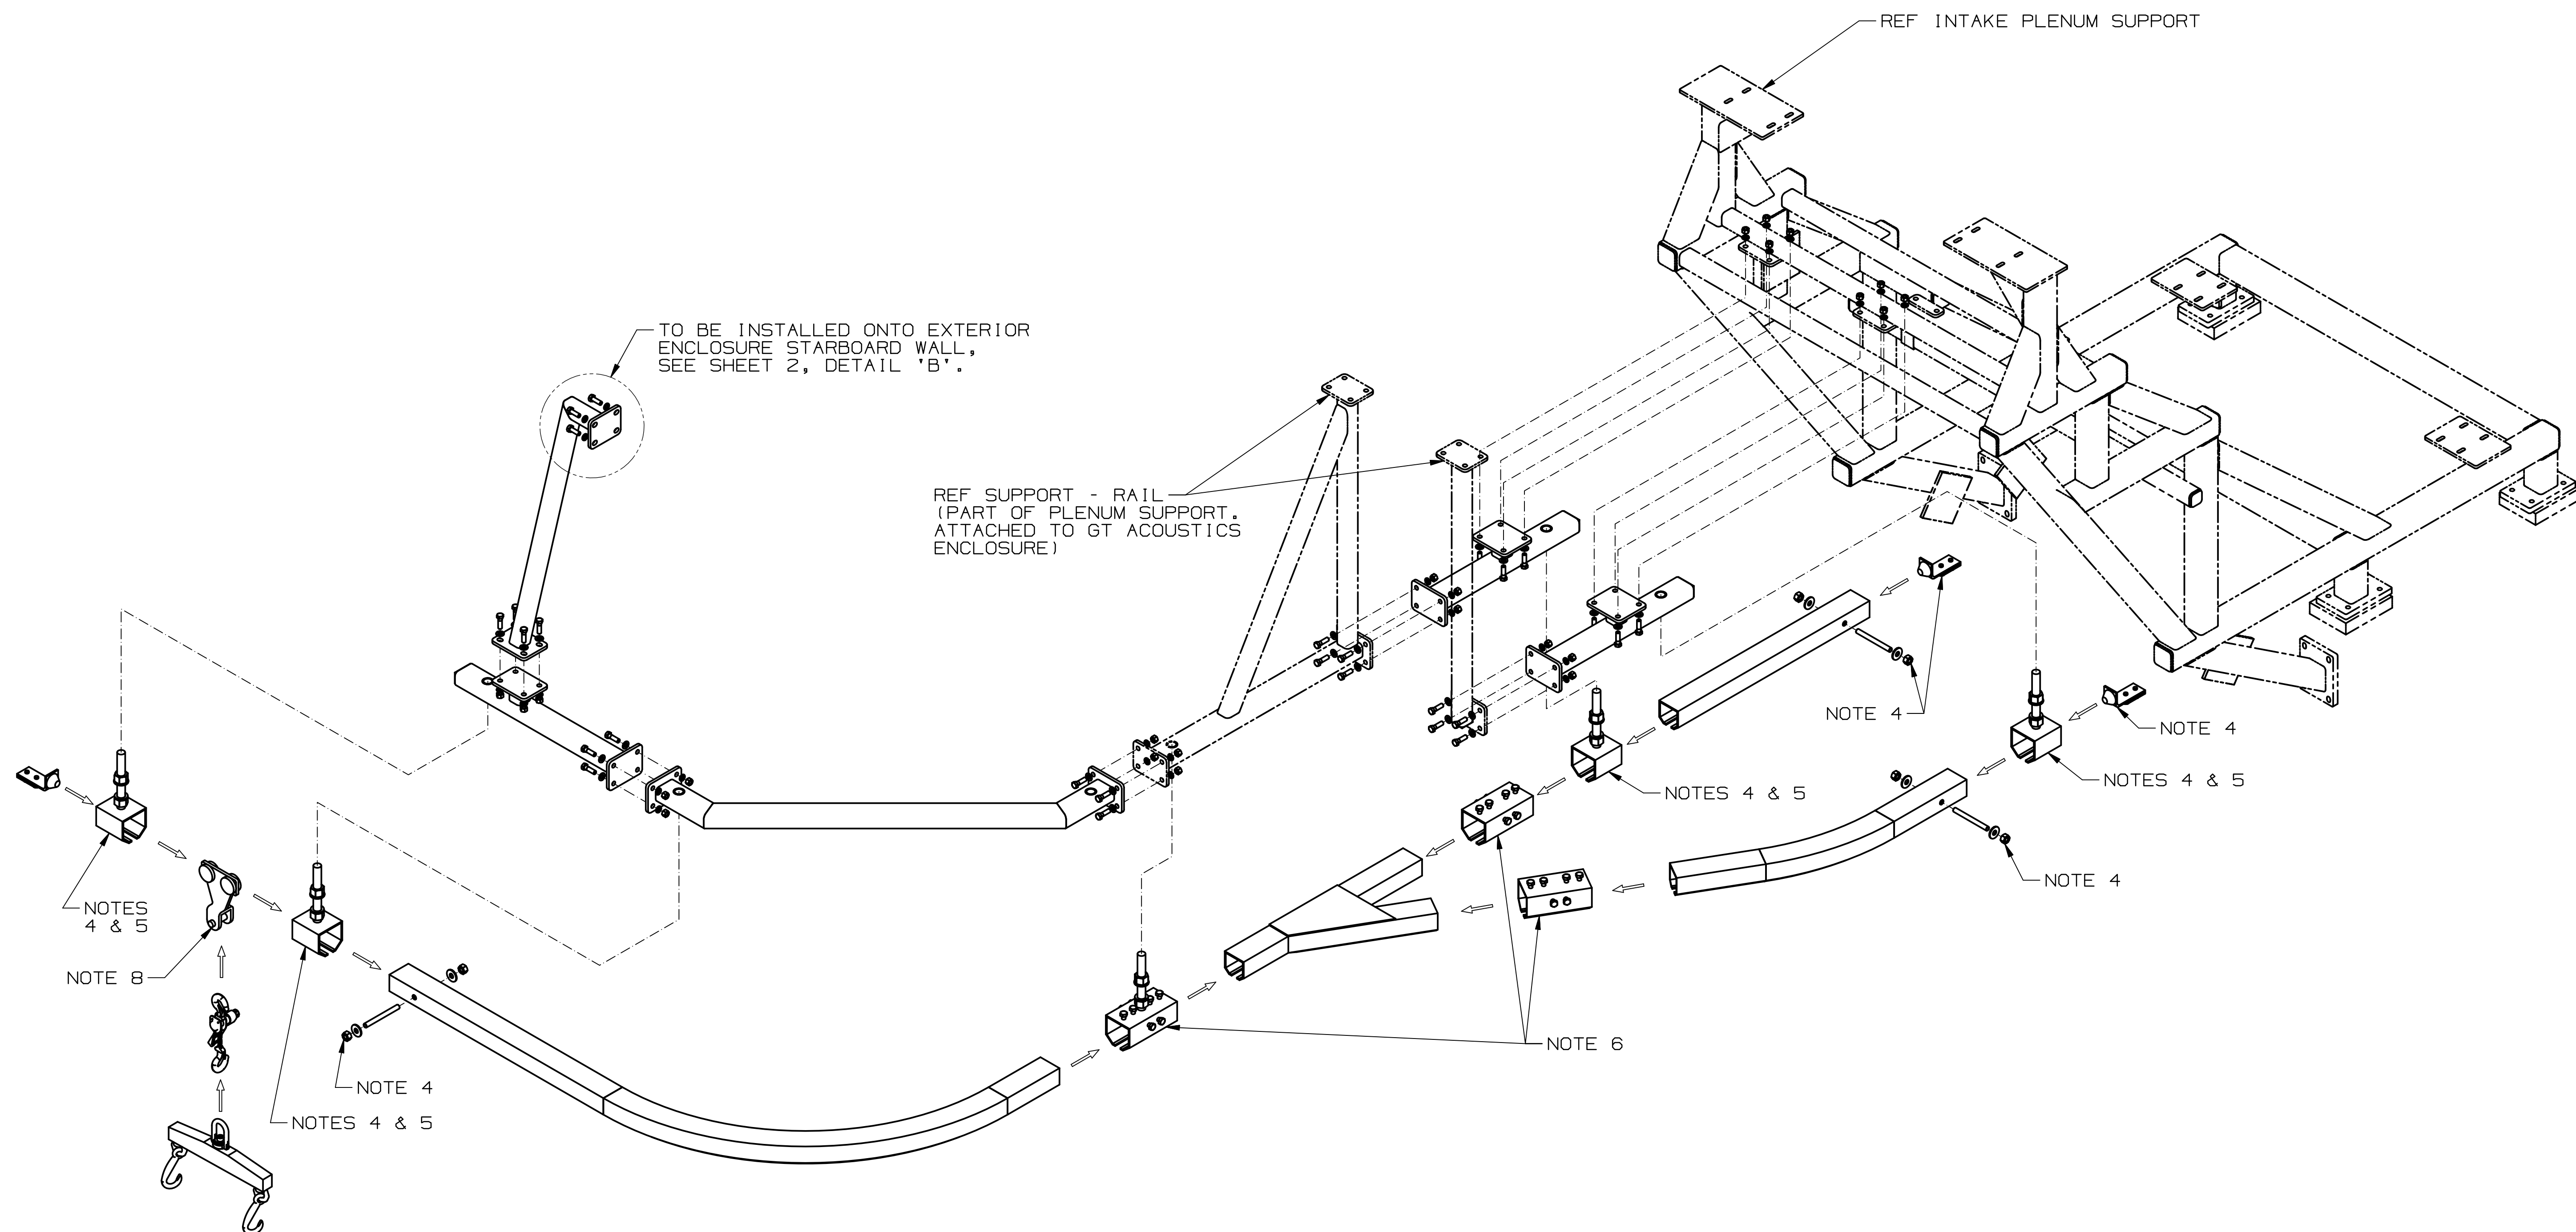 REF INTAKE PLENUM SUPPORT
TO BE INSTALLED ONTO EXTERIOR
ENCLOSURE STARBOARD WALL,
SEE SHEET 2, DETAIL 'B'.
REF SUPPORT - RAIL
(PART OF PLENUM SUPPORT.
ATTACHED TO GT ACOUSTICS
ENCLOSURE)
NOTE 4
NOTE 4
NOTES 4 & 5
NOTES 4 & 5
NOTE 4
NOTES
4 & 5
NOTE 8
NOTE 6
NOTE 4
NOTES 4 & 5